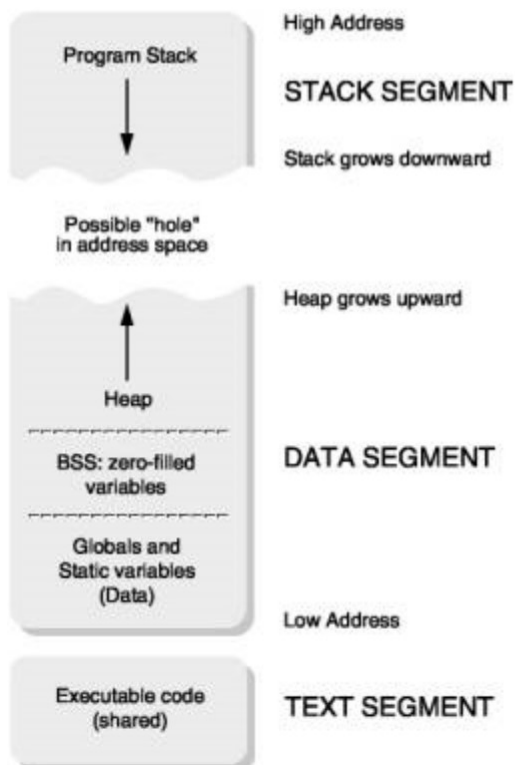 High Address
Program Stack
STACK SEGMENT
Stack grows downward
Possible "hole"
in address space
Heap grows upward
Heap
BSS: zero-filled
variables
DATA SEGMENT
Globals and
Static variables
(Data)
Low Address
Executable code
(shared)
TEXT SEGMENT